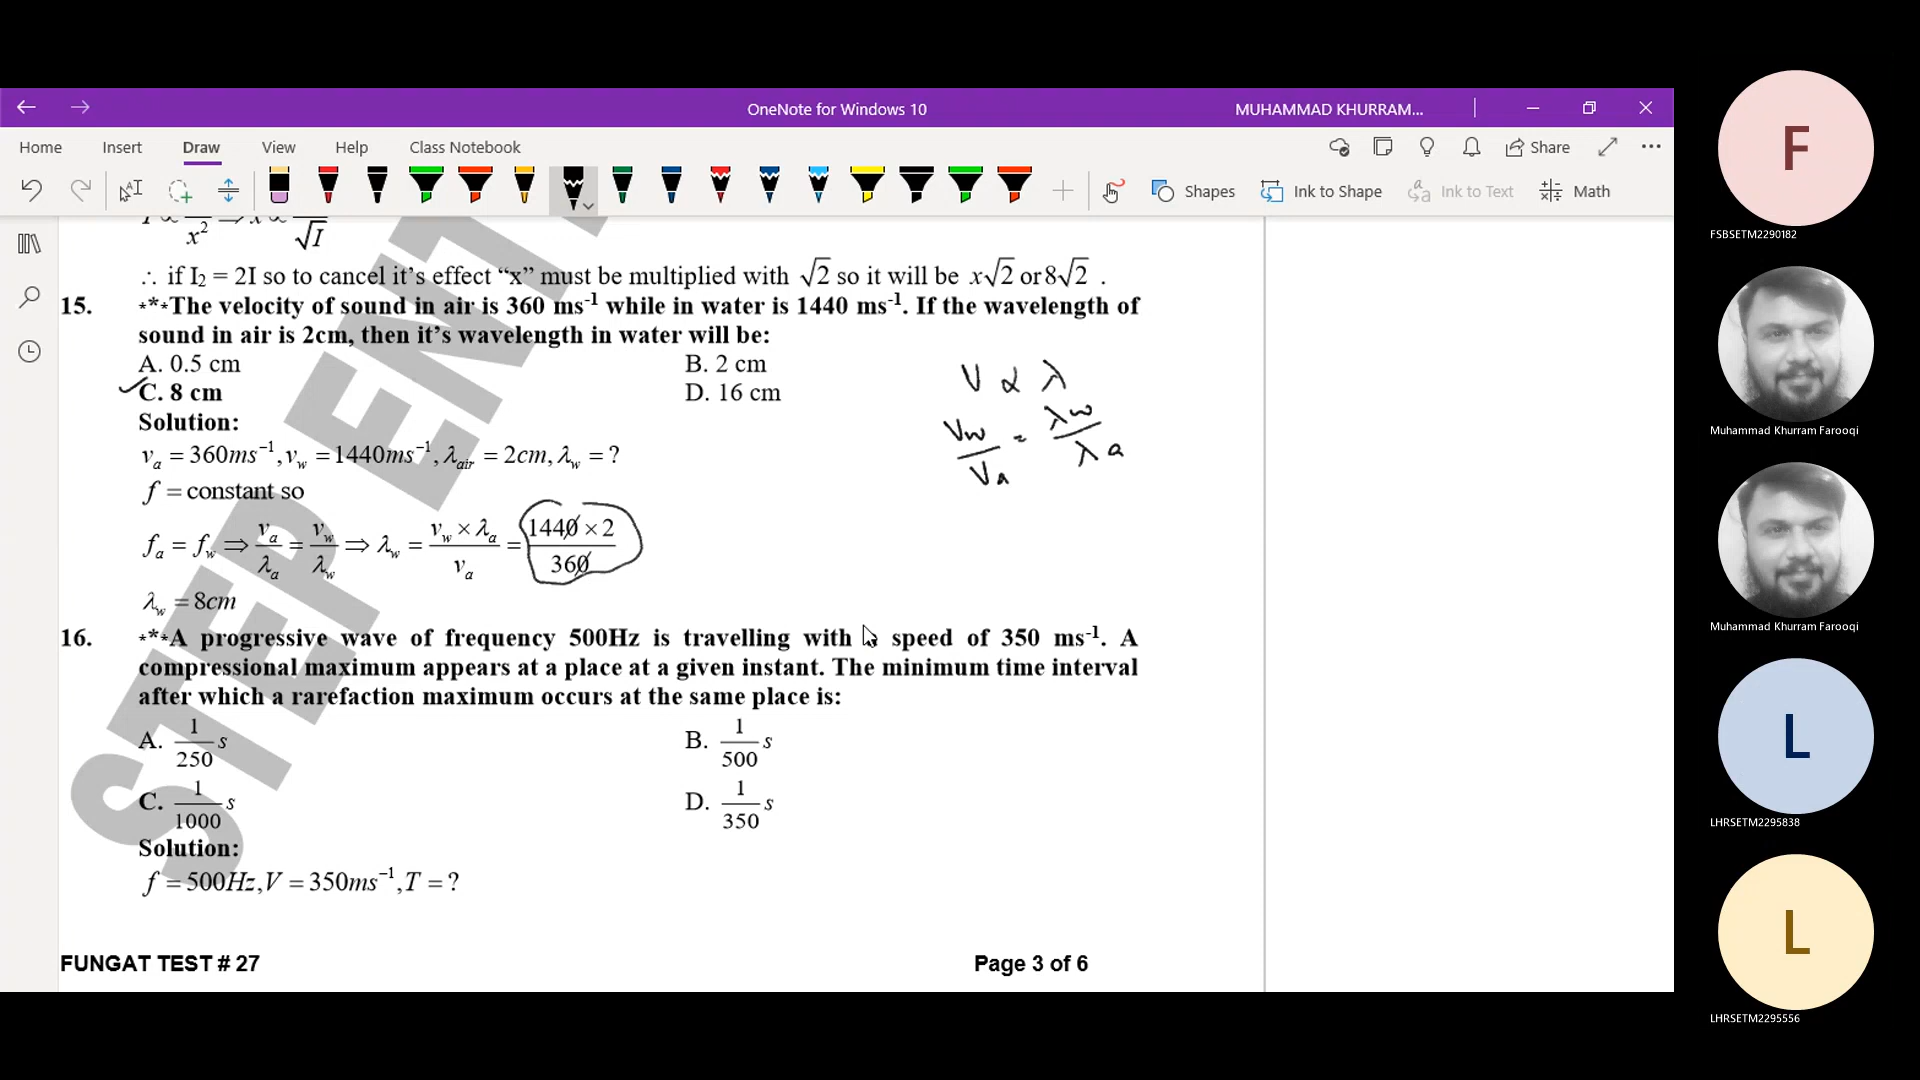 OneNote for Windows 10
MUHAMMAD KHURRAM...
Home Insert Draw View Help Class Notebook Share
Shapes Ink to Shape Ink to Text Math
x² √I
∴ if I₂ = 2I so to cancel it’s effect “x” must be multiplied with √2 so it will be x√2 or 8√2 .
15. ***The velocity of sound in air is 360 ms⁻¹ while in water is 1440 ms⁻¹. If the wavelength of
sound in air is 2cm, then it’s wavelength in water will be:
A. 0.5 cm B. 2 cm
C. 8 cm D. 16 cm
V ∝ λ
Vw/Va = λw/λa
Solution:
vₐ = 360ms⁻¹, v_w = 1440ms⁻¹, λ_air = 2cm, λ_w = ?
f = constant so
fₐ = f_w ⇒ vₐ/λₐ = v_w/λ_w ⇒ λ_w = v_w × λₐ/vₐ = 1440 × 2/360
λ_w = 8cm
16. ***A progressive wave of frequency 500Hz is travelling with speed of 350 ms⁻¹. A
compressional maximum appears at a place at a given instant. The minimum time interval
after which a rarefaction maximum occurs at the same place is:
A. 1/250 s B. 1/500 s
C. 1/1000 s D. 1/350 s
Solution:
f = 500Hz, V = 350ms⁻¹, T = ?
FUNGAT TEST # 27 Page 3 of 6
STEP ENT
F
FSBSETM2290182
Muhammad Khurram Farooqi
Muhammad Khurram Farooqi
L
LHRSETM2295838
L
LHRSETM2295556